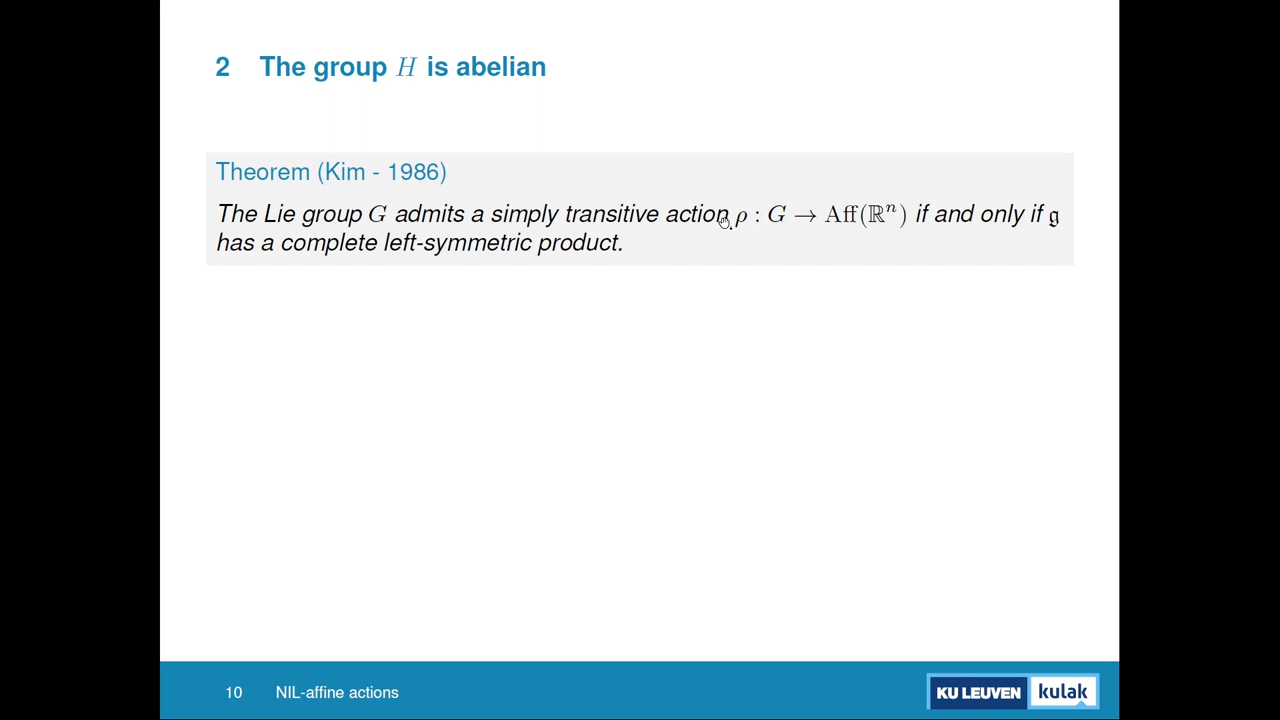 2 The group H is abelian
Theorem (Kim - 1986)
The Lie group G admits a simply transitive action ρ : G → Aff(ℝⁿ) if and only if 𝔤
has a complete left-symmetric product.
10 NIL-affine actions
KU LEUVEN kulak